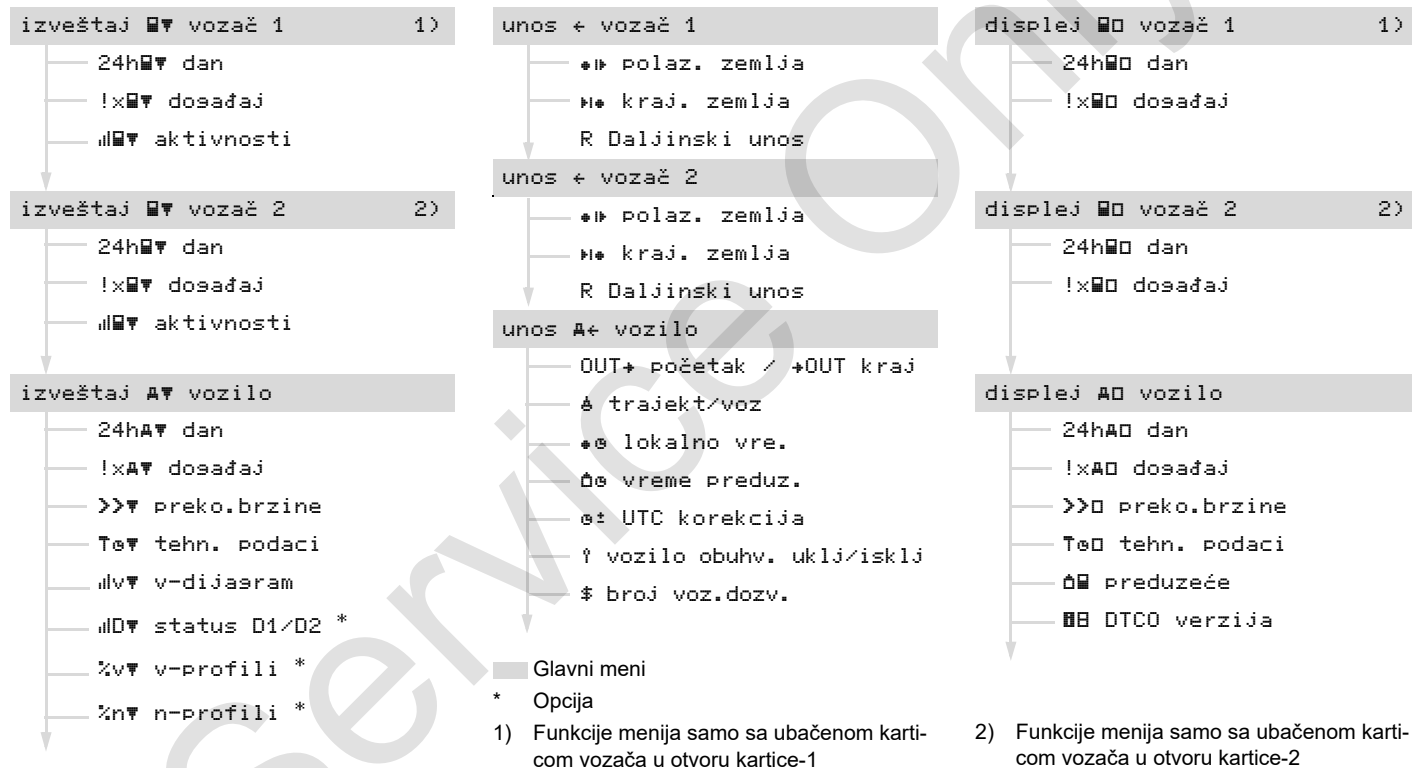 izveštaj vozač 1 1)
24h dan
!x događaj
aktivnosti
izveštaj vozač 2 2)
24h dan
!x događaj
aktivnosti
izveštaj vozilo
24h dan
!x događaj
>> preko.brzine
tehn. podaci
v v-dijagram
D status D1/D2 *
%v v-profili *
%n n-profili *
unos ← vozač 1
polaz. zemlja
kraj. zemlja
R Daljinski unos
unos ← vozač 2
polaz. zemlja
kraj. zemlja
R Daljinski unos
unos ← vozilo
OUT→ početak / →OUT kraj
trajekt/voz
lokalno vre.
vreme preduz.
± UTC korekcija
vozilo obuhv. uklj/isklj
$ broj voz.dozv.
Glavni meni
* Opcija
1) Funkcije menija samo sa ubačenom karti-
com vozača u otvoru kartice-1
displej vozač 1 1)
24h dan
!x događaj
displej vozač 2 2)
24h dan
!x događaj
displej vozilo
24h dan
!x događaj
>> preko.brzine
tehn. podaci
preduzeće
DTCO verzija
2) Funkcije menija samo sa ubačenom karti-
com vozača u otvoru kartice-2
Service Only